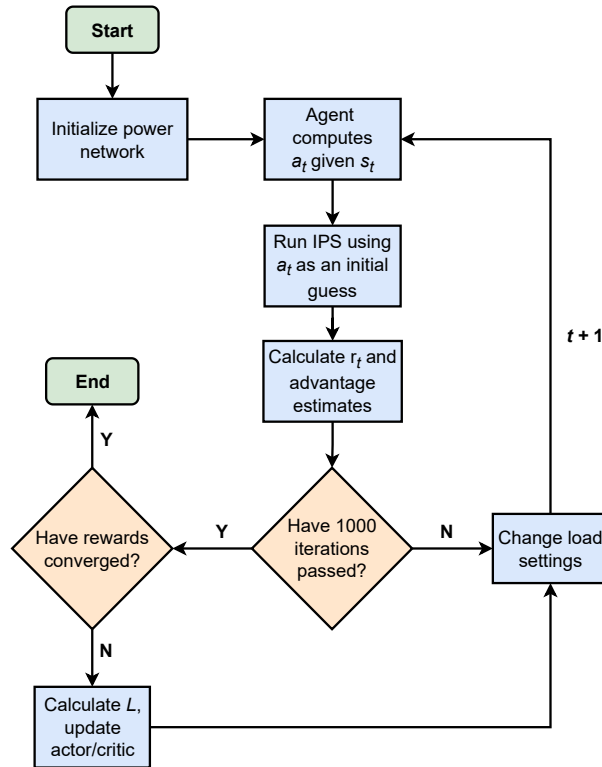 Start
Initialize power
network
Agent
computes
a_t given s_t
Run IPS using
a_t as an initial
guess
Calculate r_t and
advantage
estimates
t + 1
End
Y
Have rewards
converged?
Y
Have 1000
iterations
passed?
N
Change load
settings
N
Calculate L,
update
actor/critic